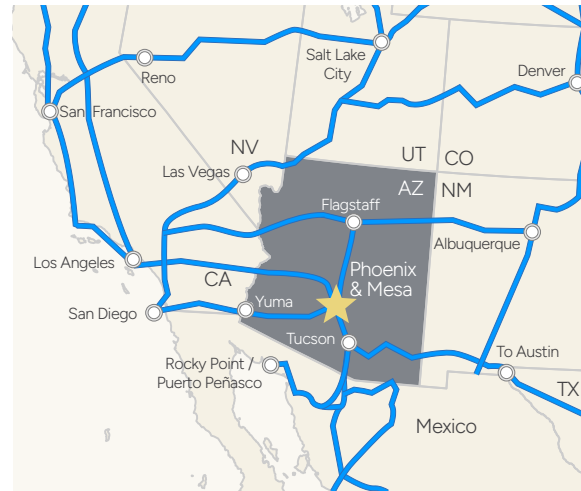 Salt Lake
City
Reno
Denver
San Francisco
NV
UT
CO
Las Vegas
AZ
NM
Flagstaff
Albuquerque
Los Angeles
CA
Phoenix
& Mesa
San Diego
Yuma
Tucson
To Austin
Rocky Point /
Puerto Peñasco
TX
Mexico